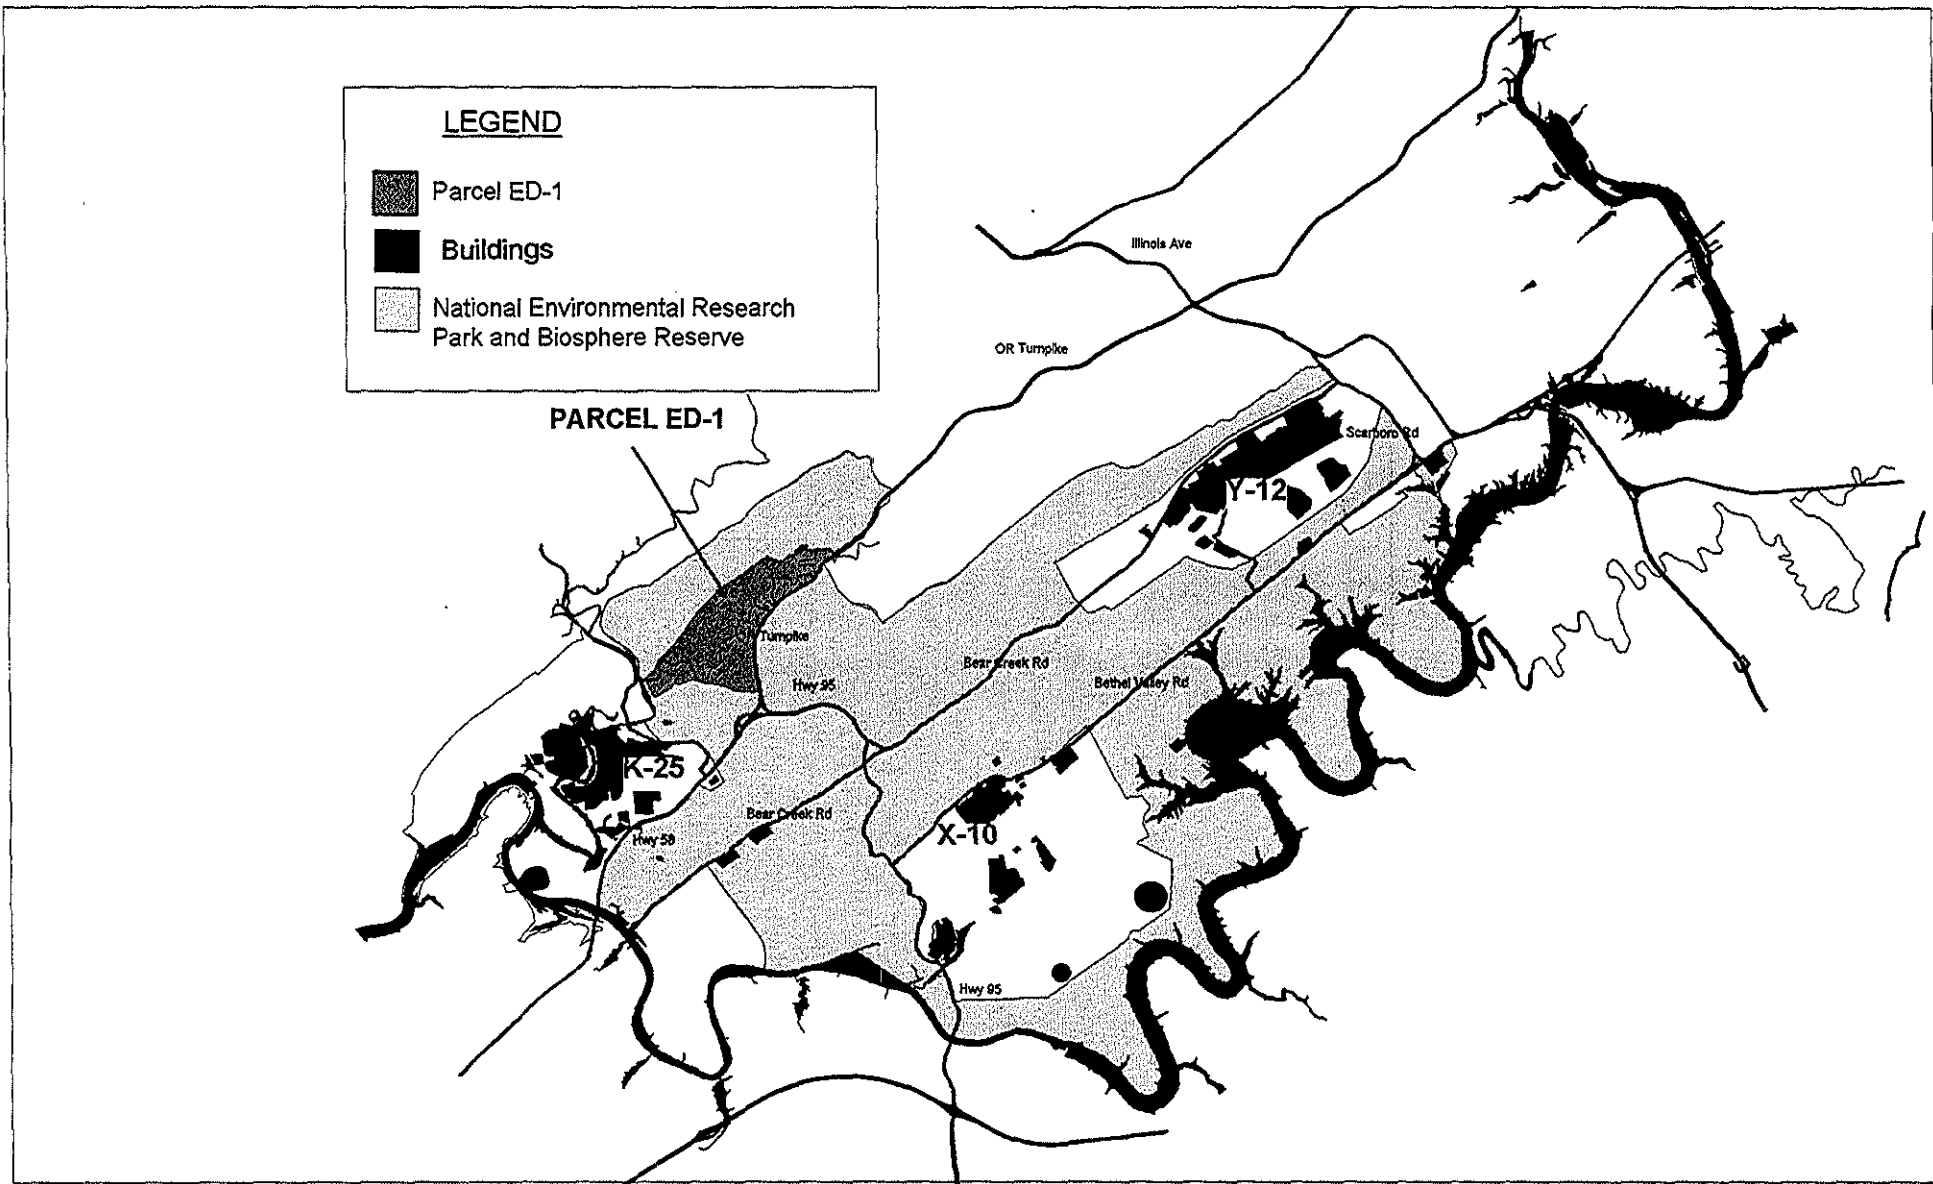 LEGEND
Parcel ED-1
Buildings
National Environmental Research
Park and Biosphere Reserve
PARCEL ED-1
Illinois Ave
OR Turnpike
Scarboro Rd
Y-12
OR Turnpike
Hwy 95
Bear Creek Rd
Bethel Valley Rd
K-25
Bear Creek Rd
Hwy 58
X-10
Hwy 95